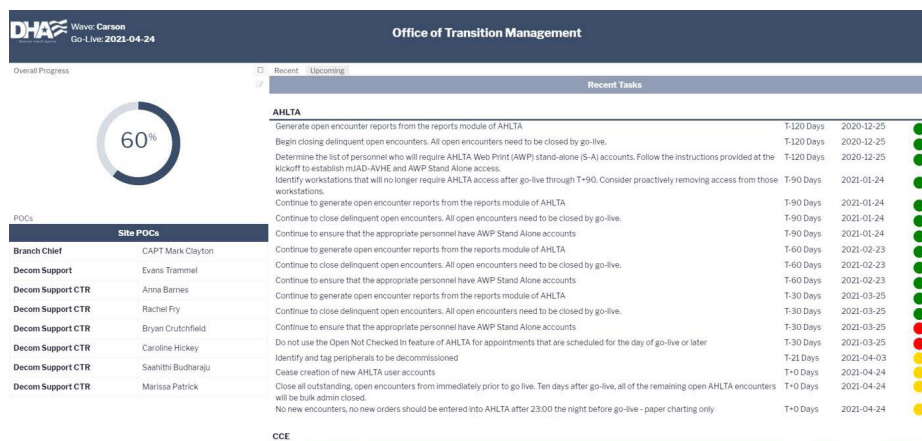 DHA
Wave: Carson
Go-Live: 2021-04-24
Office of Transition Management
Overall Progress
60%
POCs
Site POCs
Branch Chief CAPT Mark Clayton
Decom Support Evans Trammel
Decom Support CTR Anna Barnes
Decom Support CTR Rachel Fry
Decom Support CTR Bryan Crutchfield
Decom Support CTR Caroline Hickey
Decom Support CTR Saahithi Budharaju
Decom Support CTR Marissa Patrick
Recent Upcoming
Recent Tasks
AHLTA
Generate open encounter reports from the reports module of AHLTA T-120 Days 2020-12-25
Begin closing delinquent open encounters. All open encounters need to be closed by go-live. T-120 Days 2020-12-25
Determine the list of personnel who will require AHLTA Web Print (AWP) stand-alone (S-A) accounts. Follow the instructions provided at the T-120 Days 2020-12-25
kickoff to establish mJAD-AVHE and AWP Stand Alone access.
Identify workstations that will no longer require AHLTA access after go-live through T+90. Consider proactively removing access from those T-90 Days 2021-01-24
workstations.
Continue to generate open encounter reports from the reports module of AHLTA T-90 Days 2021-01-24
Continue to close delinquent open encounters. All open encounters need to be closed by go-live. T-90 Days 2021-01-24
Continue to ensure that the appropriate personnel have AWP Stand Alone accounts T-90 Days 2021-01-24
Continue to generate open encounter reports from the reports module of AHLTA T-60 Days 2021-02-23
Continue to close delinquent open encounters. All open encounters need to be closed by go-live. T-60 Days 2021-02-23
Continue to ensure that the appropriate personnel have AWP Stand Alone accounts T-60 Days 2021-02-23
Continue to generate open encounter reports from the reports module of AHLTA T-30 Days 2021-03-25
Continue to close delinquent open encounters. All open encounters need to be closed by go-live. T-30 Days 2021-03-25
Continue to ensure that the appropriate personnel have AWP Stand Alone accounts T-30 Days 2021-03-25
Do not use the Open Not Checked In feature of AHLTA for appointments that are scheduled for the day of go-live or later T-30 Days 2021-03-25
Identify and tag peripherals to be decommissioned T-21 Days 2021-04-03
Cease creation of new AHLTA user accounts T+0 Days 2021-04-24
Close all outstanding, open encounters from immediately prior to go live. Ten days after go-live, all of the remaining open AHLTA encounters T+0 Days 2021-04-24
will be bulk admin closed.
No new encounters, no new orders should be entered into AHLTA after 23:00 the night before go-live - paper charting only T+0 Days 2021-04-24
CCE